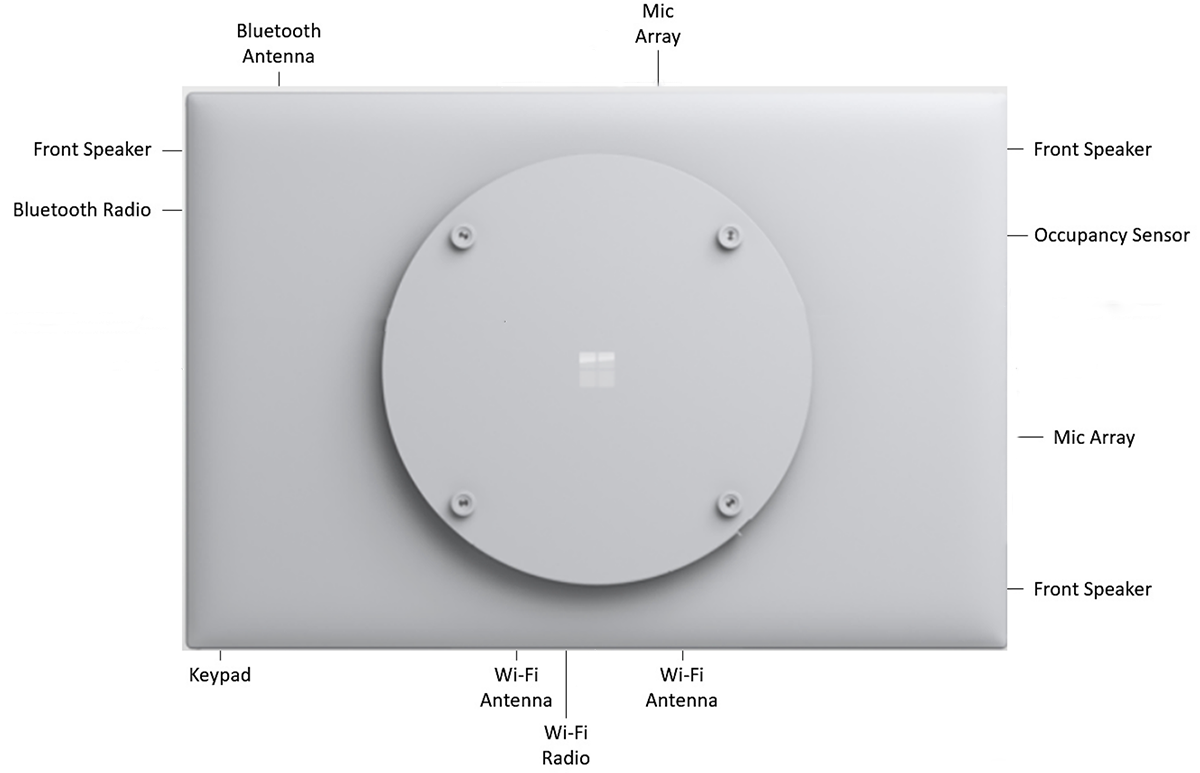 Mic
Array
Bluetooth
Antenna
Front Speaker
Front Speaker
Bluetooth Radio
Occupancy Sensor
Mic Array
Front Speaker
Keypad
Wi-Fi
Antenna
Wi-Fi
Antenna
Wi-Fi
Radio